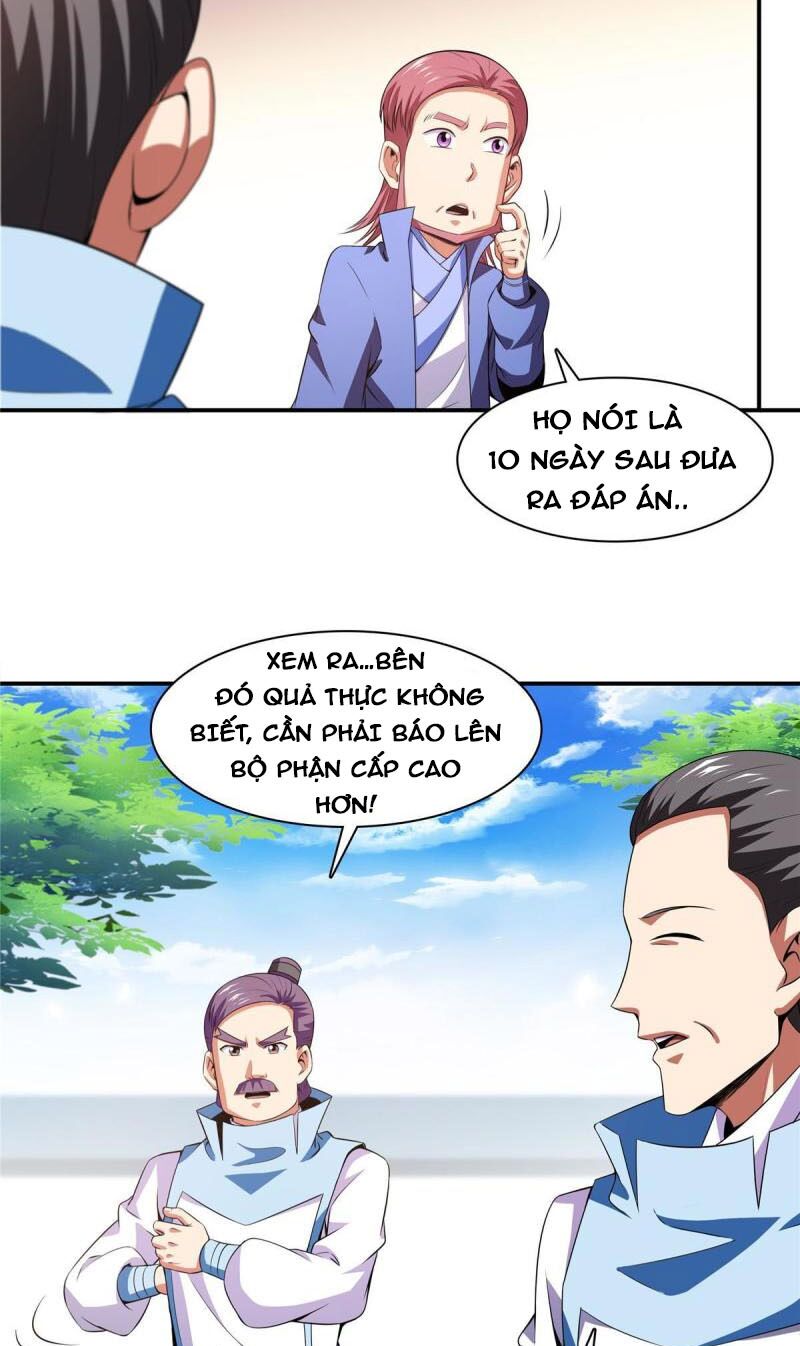 HỌ NÓI LÀ
10 NGÀY SAU ĐƯA
RA ĐÁP ÁN..
XEM RA...BÊN
ĐÓ QUẢ THỰC KHÔNG
BIẾT, CẦN PHẢI BÁO LÊN
BỘ PHẬN CẤP CAO
HƠN!